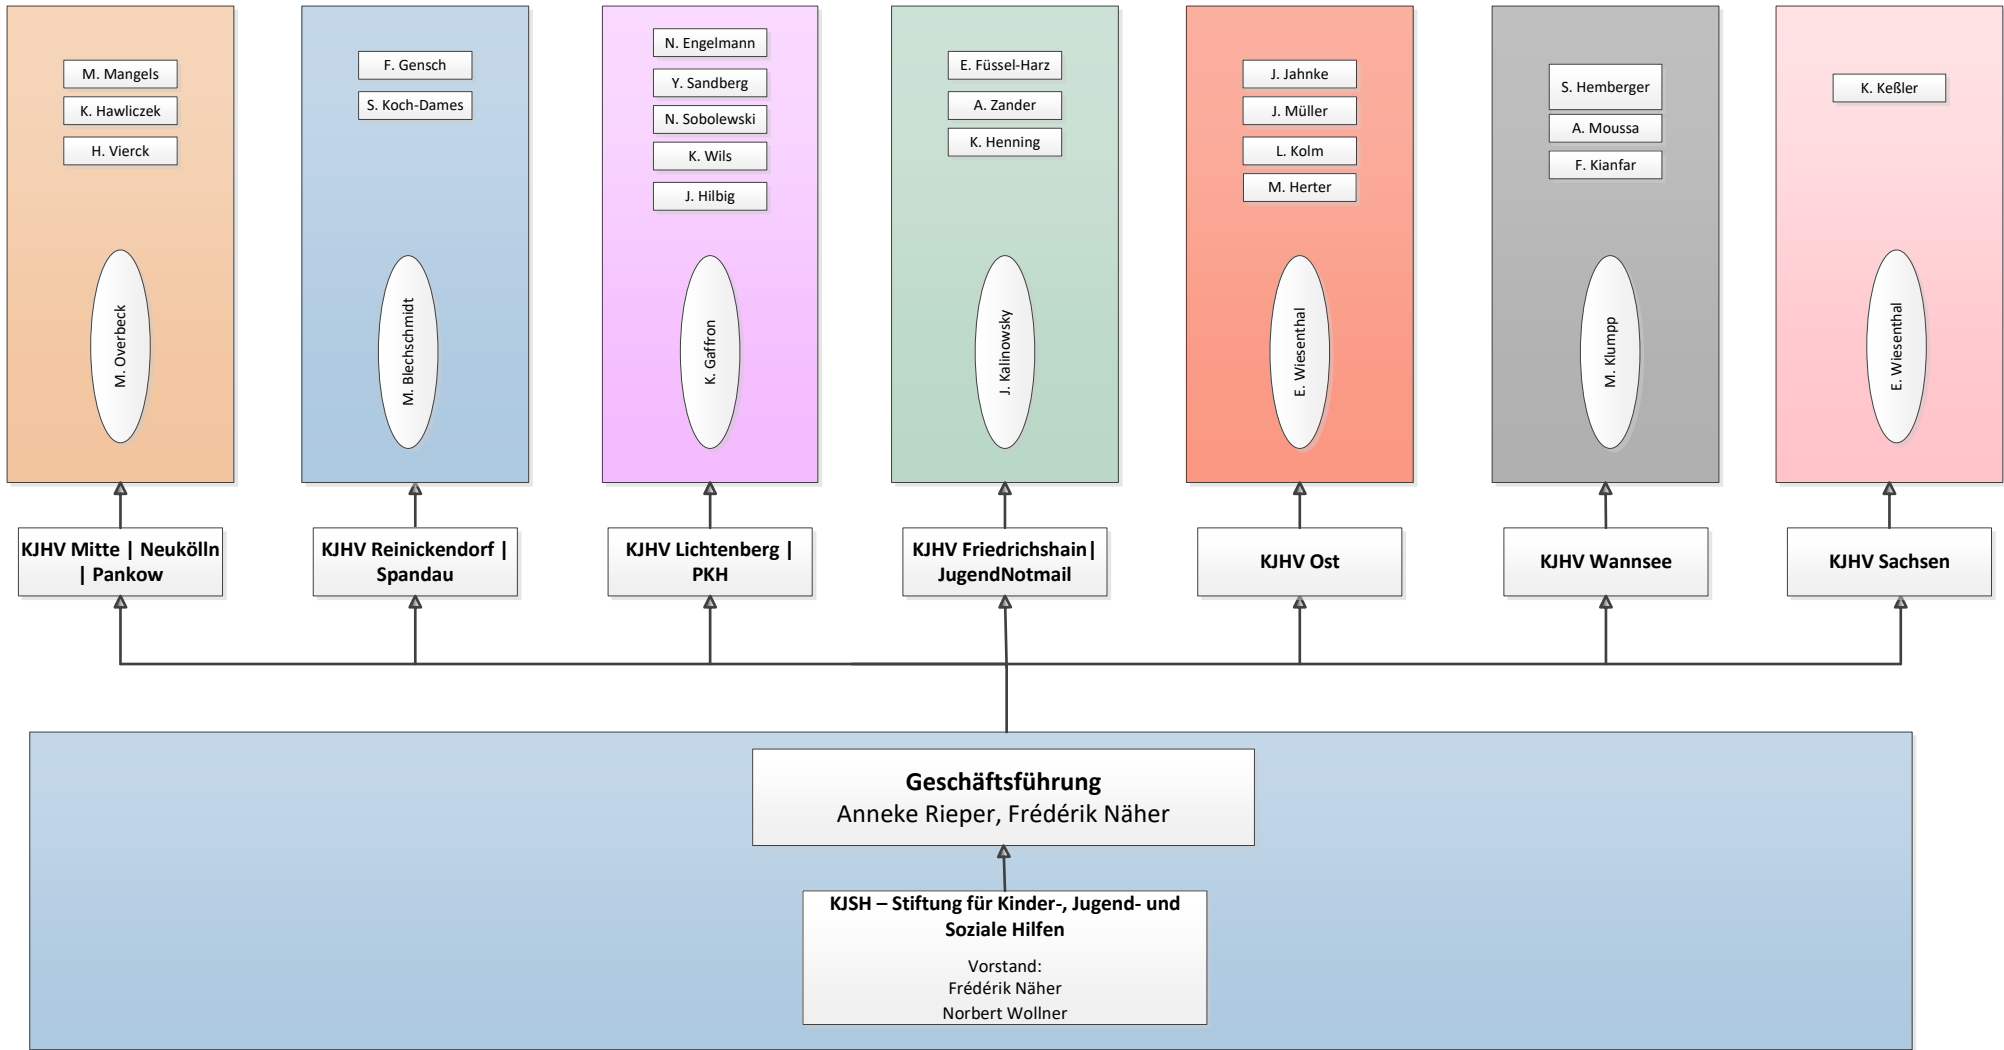 M. Mangels
K. Hawliczek
H. Vierck
M. Overbeck
F. Gensch
S. Koch-Dames
M. Blechschmidt
N. Engelmann
Y. Sandberg
N. Sobolewski
K. Wils
J. Hilbig
K. Gaffron
E. Füssel-Harz
A. Zander
K. Henning
J. Kalinowsky
J. Jahnke
J. Müller
L. Kolm
M. Herter
E. Wiesenthal
S. Hemberger
A. Moussa
F. Kianfar
M. Klumpp
K. Keßler
E. Wiesenthal
KJHV Mitte | Neukölln
| Pankow
KJHV Reinickendorf |
Spandau
KJHV Lichtenberg |
PKH
KJHV Friedrichshain|
JugendNotmail
KJHV Ost
KJHV Wannsee
KJHV Sachsen
Geschäftsführung
Anneke Rieper, Frédérik Näher
KJSH – Stiftung für Kinder-, Jugend- und
Soziale Hilfen
Vorstand:
Frédérik Näher
Norbert Wollner